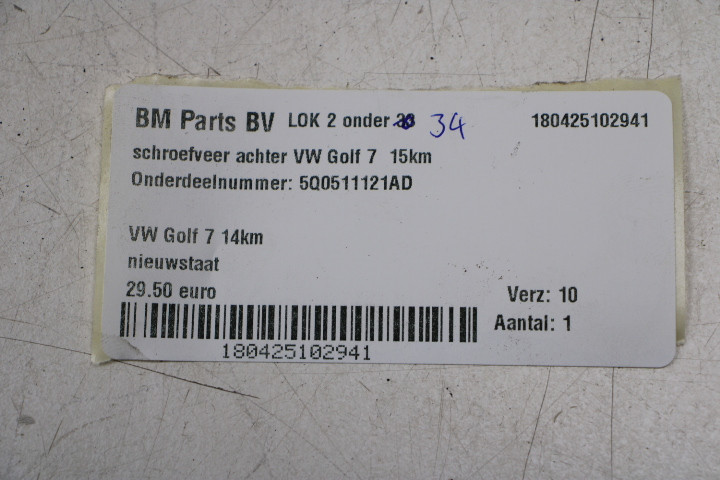 BM Parts BV LOK 2 onder 34 180425102941
schroefveer achter VW Golf 7 15km
Onderdeelnummer: 5Q0511121AD
VW Golf 7 14km
nieuwstaat
29.50 euro
Verz: 10
Aantal: 1
180425102941